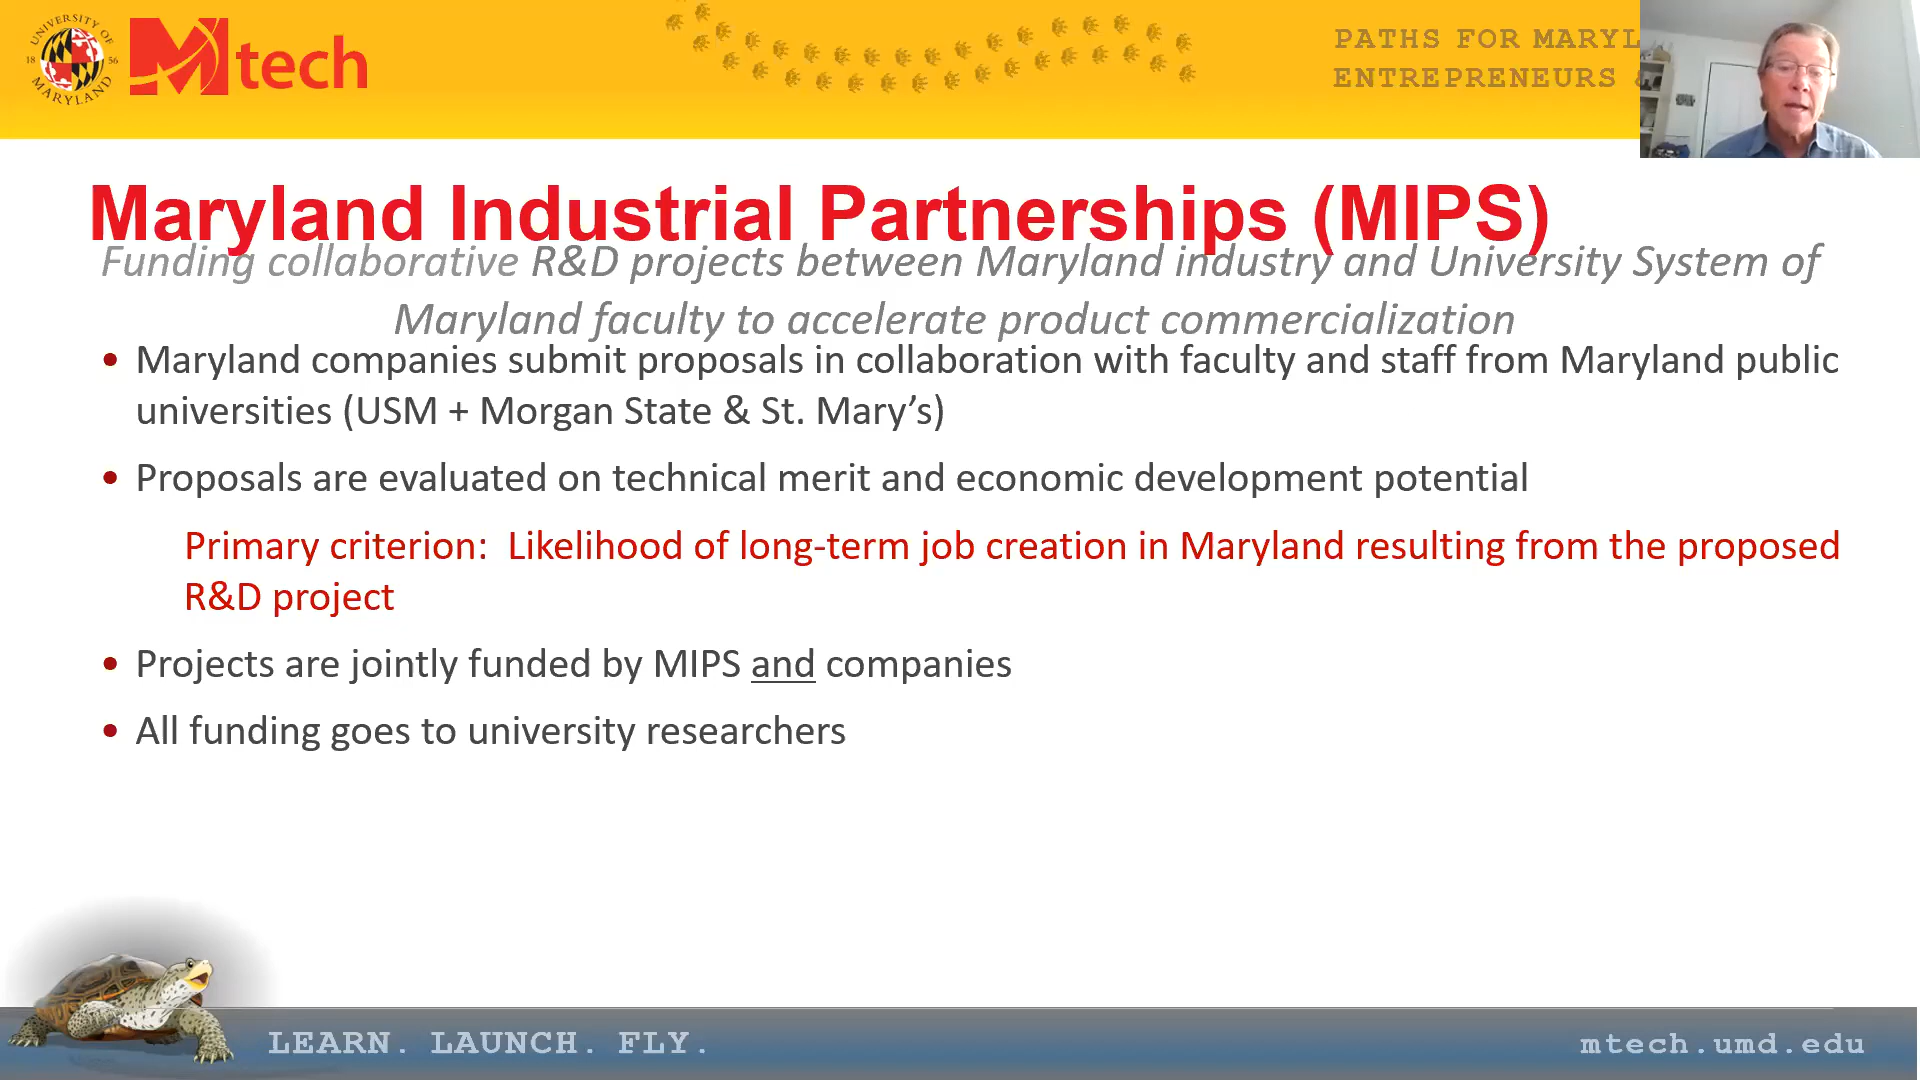 UNIVERSITY OF
18 56
MARYLAND
Mtech
PATHS FOR MARYL
ENTREPRENEURS &
Maryland Industrial Partnerships (MIPS)
Funding collaborative R&D projects between Maryland industry and University System of
Maryland faculty to accelerate product commercialization
• Maryland companies submit proposals in collaboration with faculty and staff from Maryland public
universities (USM + Morgan State & St. Mary’s)
• Proposals are evaluated on technical merit and economic development potential
Primary criterion: Likelihood of long-term job creation in Maryland resulting from the proposed
R&D project
• Projects are jointly funded by MIPS and companies
• All funding goes to university researchers
LEARN. LAUNCH. FLY.
mtech.umd.edu